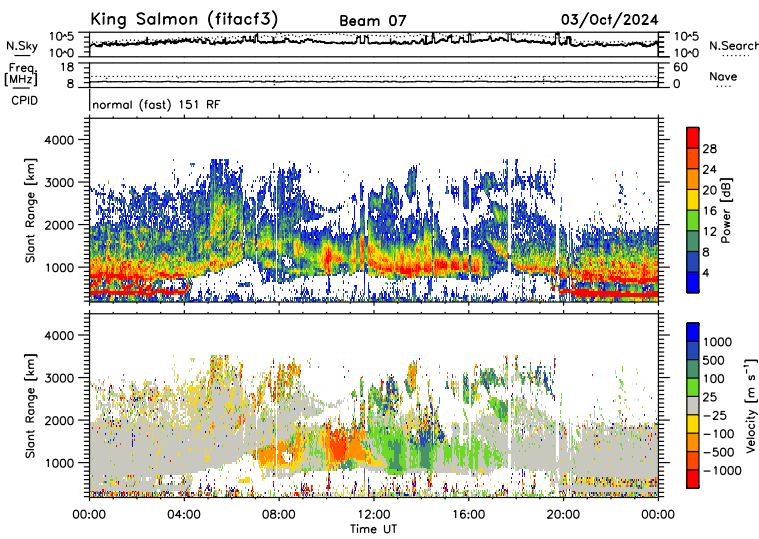 King Salmon (fitacf3) Beam 07 03/Oct/2024
N.Sky 10^5 10^0 10^5 10^0 N.Search
Freq. [MHz] 18 8 60 0 Nave
CPID normal (fast) 151 RF
Slant Range [km]
4000
3000
2000
1000
Power [dB]
28
24
20
16
12
8
4
Slant Range [km]
4000
3000
2000
1000
Velocity [m s⁻¹]
1000
500
100
25
−25
−100
−500
−1000
00:00 04:00 08:00 12:00 16:00 20:00 00:00
Time UT